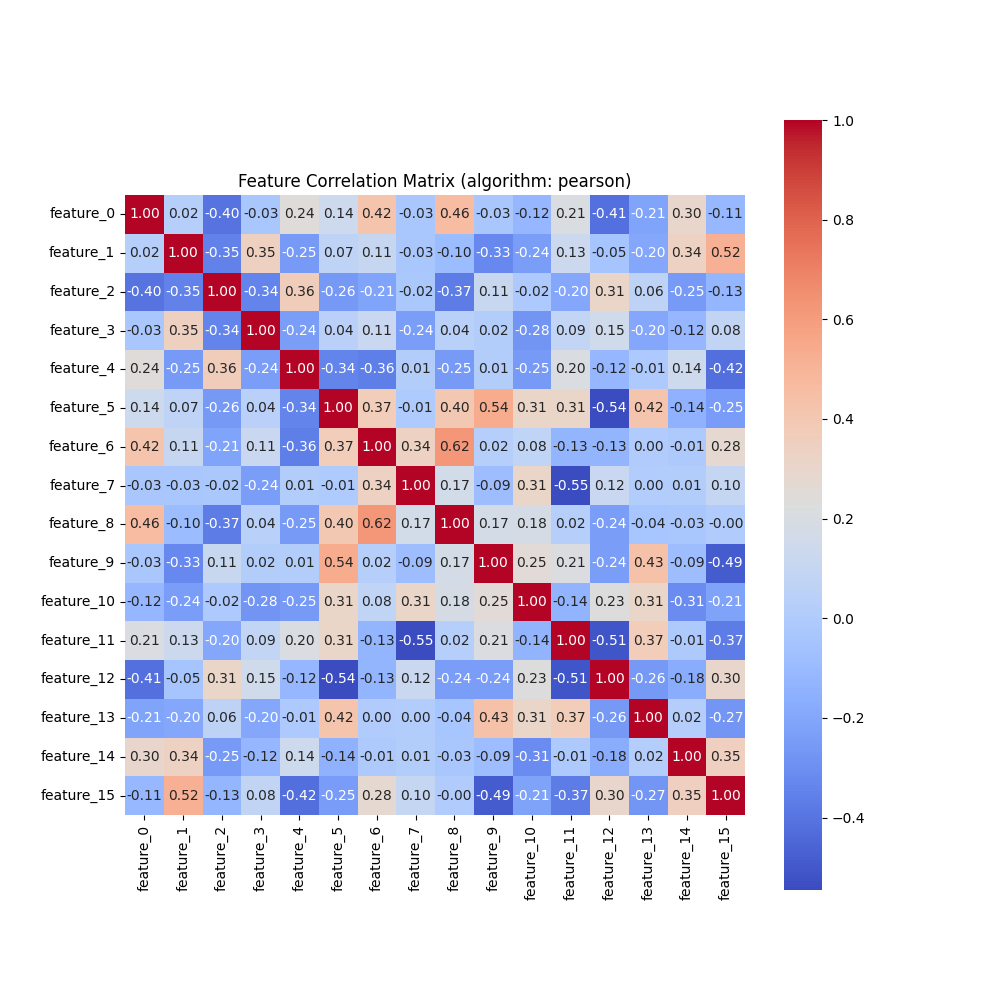 1.0
Feature Correlation Matrix (algorithm: pearson)
feature_0 1.00 0.02 -0.40 -0.03 0.24 0.14 0.42 -0.03 0.46 -0.03 -0.12 0.21 -0.41 -0.21 0.30 -0.11
0.8
feature_1 0.02 1.00 -0.35 0.35 -0.25 0.07 0.11 -0.03 -0.10 -0.33 -0.24 0.13 -0.05 -0.20 0.34 0.52
feature_2 -0.40 -0.35 1.00 -0.34 0.36 -0.26 -0.21 -0.02 -0.37 0.11 -0.02 -0.20 0.31 0.06 -0.25 -0.13
0.6
feature_3 -0.03 0.35 -0.34 1.00 -0.24 0.04 0.11 -0.24 0.04 0.02 -0.28 0.09 0.15 -0.20 -0.12 0.08
feature_4 0.24 -0.25 0.36 -0.24 1.00 -0.34 -0.36 0.01 -0.25 0.01 -0.25 0.20 -0.12 -0.01 0.14 -0.42
feature_5 0.14 0.07 -0.26 0.04 -0.34 1.00 0.37 -0.01 0.40 0.54 0.31 0.31 -0.54 0.42 -0.14 -0.25
0.4
feature_6 0.42 0.11 -0.21 0.11 -0.36 0.37 1.00 0.34 0.62 0.02 0.08 -0.13 -0.13 0.00 -0.01 0.28
feature_7 -0.03 -0.03 -0.02 -0.24 0.01 -0.01 0.34 1.00 0.17 -0.09 0.31 -0.55 0.12 0.00 0.01 0.10
0.2
feature_8 0.46 -0.10 -0.37 0.04 -0.25 0.40 0.62 0.17 1.00 0.17 0.18 0.02 -0.24 -0.04 -0.03 -0.00
feature_9 -0.03 -0.33 0.11 0.02 0.01 0.54 0.02 -0.09 0.17 1.00 0.25 0.21 -0.24 0.43 -0.09 -0.49
feature_10 -0.12 -0.24 -0.02 -0.28 -0.25 0.31 0.08 0.31 0.18 0.25 1.00 -0.14 0.23 0.31 -0.31 -0.21
0.0
feature_11 0.21 0.13 -0.20 0.09 0.20 0.31 -0.13 -0.55 0.02 0.21 -0.14 1.00 -0.51 0.37 -0.01 -0.37
feature_12 -0.41 -0.05 0.31 0.15 -0.12 -0.54 -0.13 0.12 -0.24 -0.24 0.23 -0.51 1.00 -0.26 -0.18 0.30
feature_13 -0.21 -0.20 0.06 -0.20 -0.01 0.42 0.00 0.00 -0.04 0.43 0.31 0.37 -0.26 1.00 0.02 -0.27
−0.2
feature_14 0.30 0.34 -0.25 -0.12 0.14 -0.14 -0.01 0.01 -0.03 -0.09 -0.31 -0.01 -0.18 0.02 1.00 0.35
feature_15 -0.11 0.52 -0.13 0.08 -0.42 -0.25 0.28 0.10 -0.00 -0.49 -0.21 -0.37 0.30 -0.27 0.35 1.00
−0.4
feature_0 feature_1 feature_2 feature_3 feature_4 feature_5 feature_6 feature_7 feature_8 feature_9 feature_10 feature_11 feature_12 feature_13 feature_14 feature_15